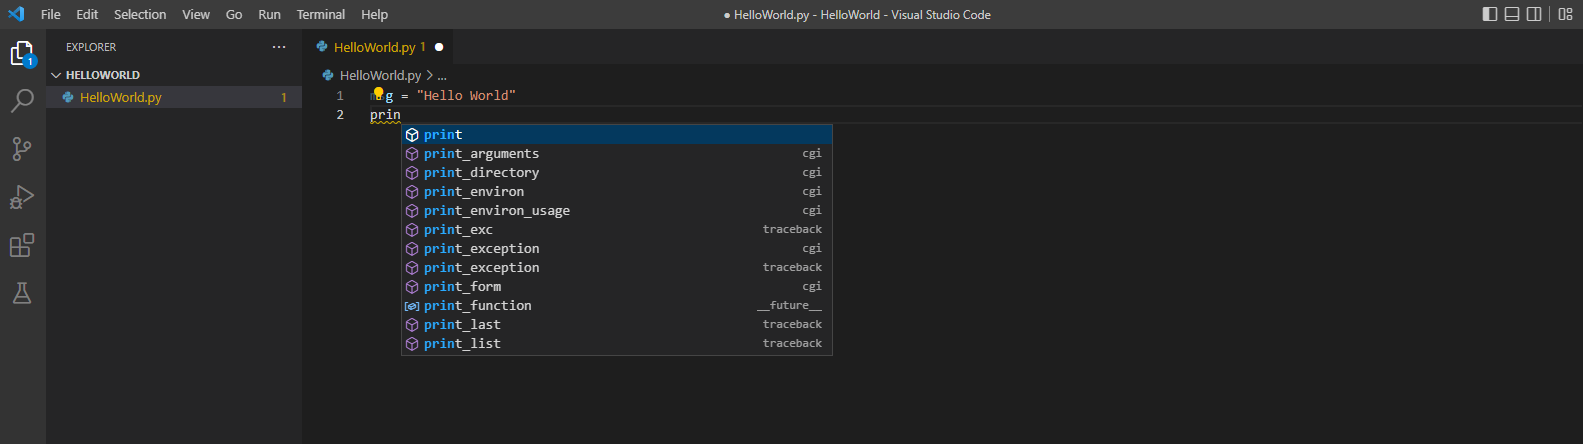 File Edit Selection View Go Run Terminal Help
● HelloWorld.py - HelloWorld - Visual Studio Code
EXPLORER ...
HELLOWORLD
HelloWorld.py 1
1
HelloWorld.py 1
HelloWorld.py > ...
1 g = "Hello World"
2 prin
print
print_arguments cgi
print_directory cgi
print_environ cgi
print_environ_usage cgi
print_exc traceback
print_exception cgi
print_exception traceback
print_form cgi
print_function __future__
print_last traceback
print_list traceback